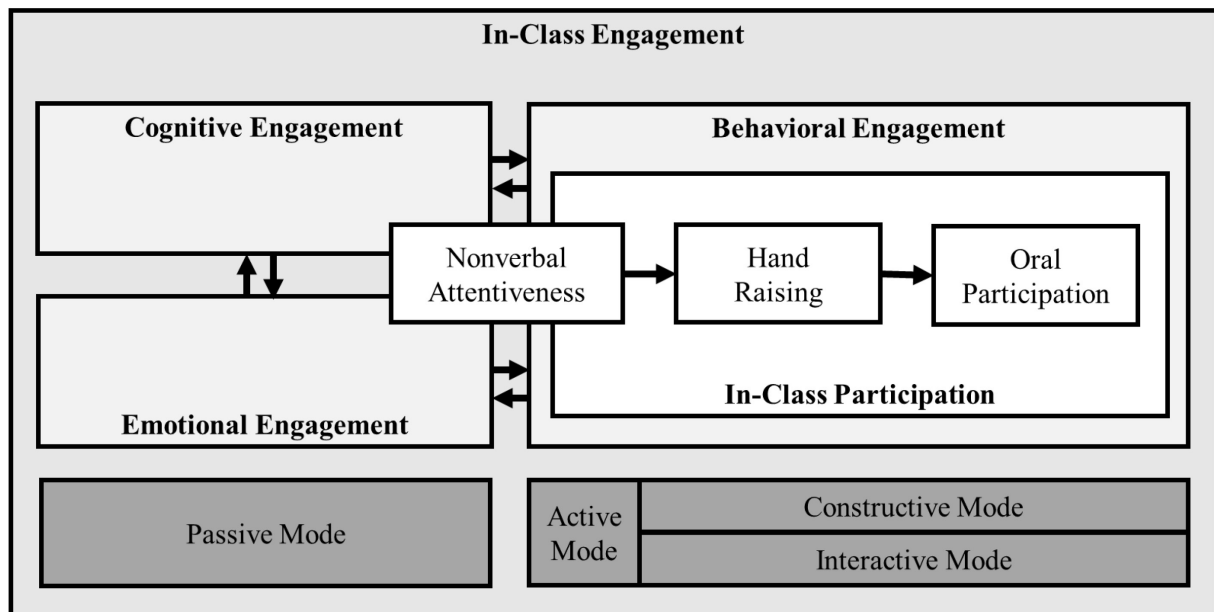 In-Class Engagement
Cognitive Engagement
Behavioral Engagement
Nonverbal
Attentiveness
Hand
Raising
Oral
Participation
In-Class Participation
Emotional Engagement
Passive Mode
Active
Mode
Constructive Mode
Interactive Mode